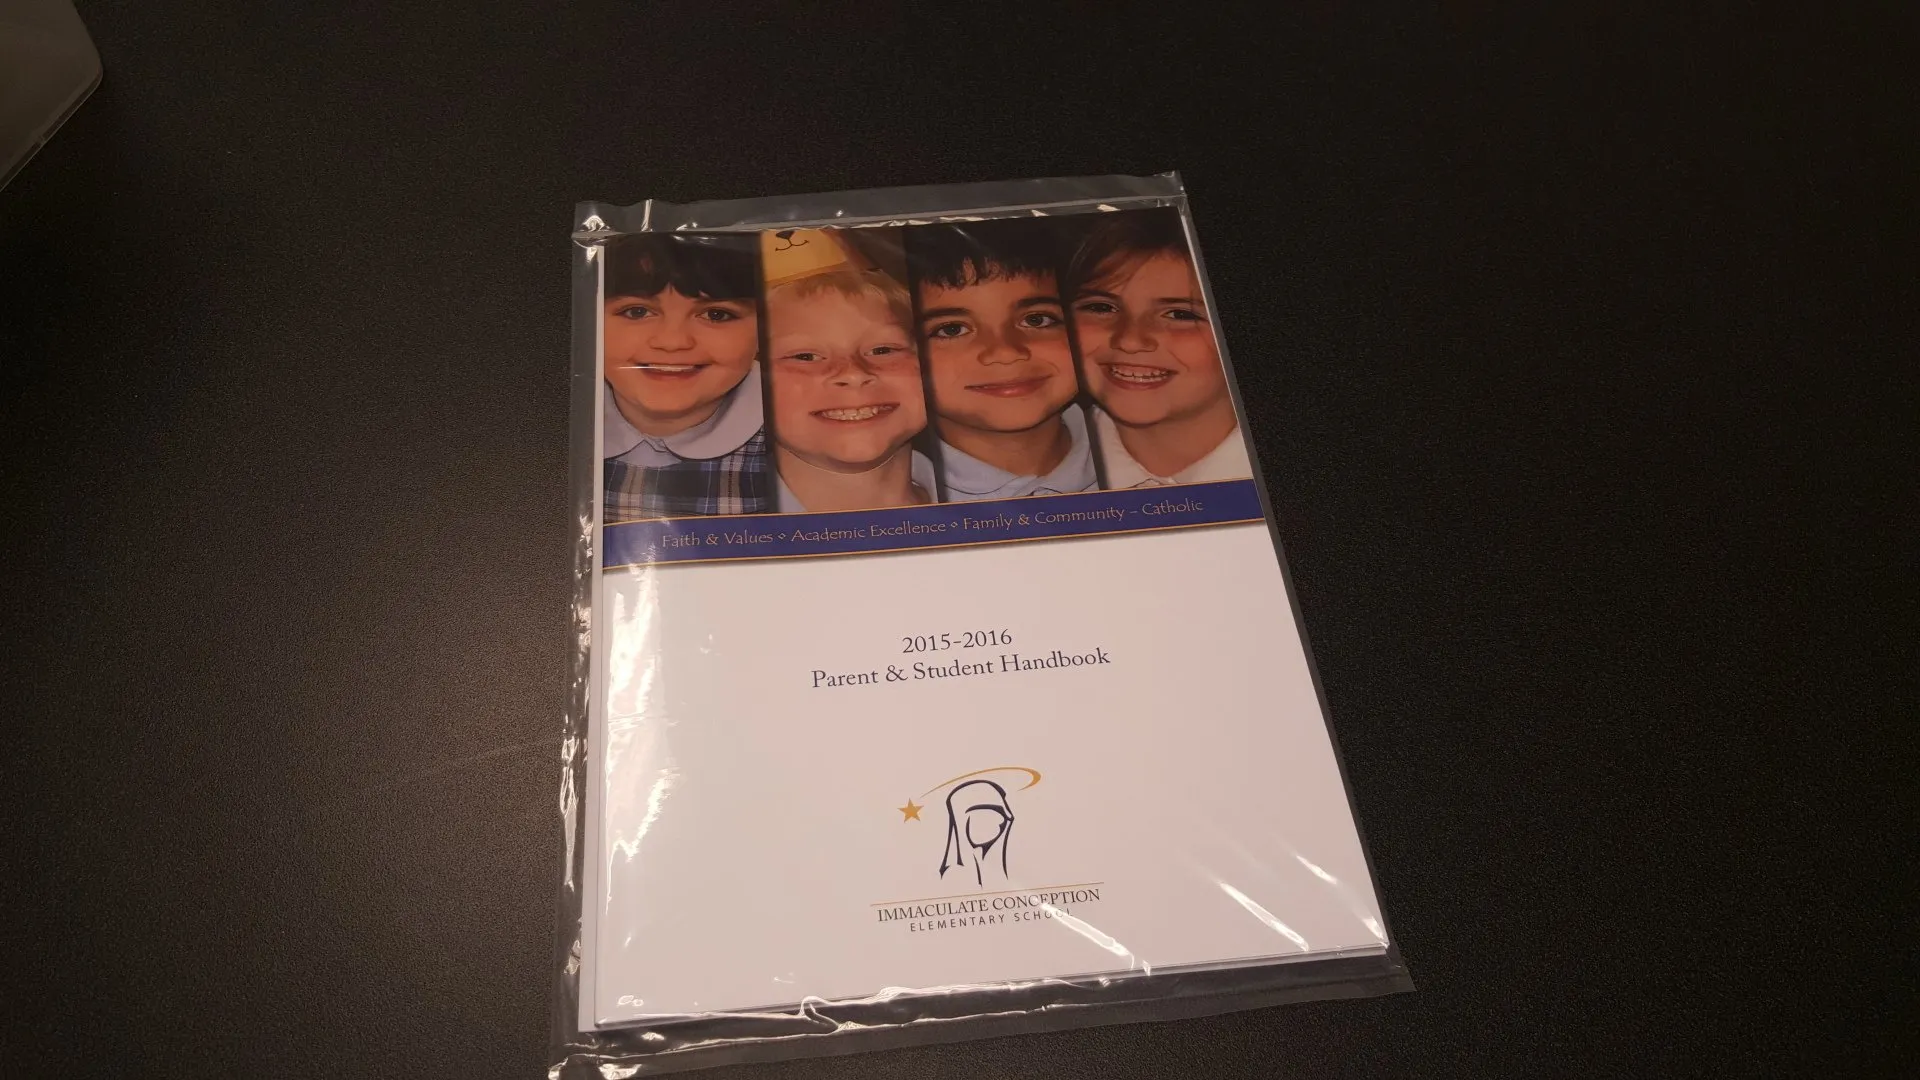 Faith & Values ⋄ Academic Excellence ⋄ Family & Community – Catholic
2015-2016
Parent & Student Handbook
IMMACULATE CONCEPTION
ELEMENTARY SCHOOL